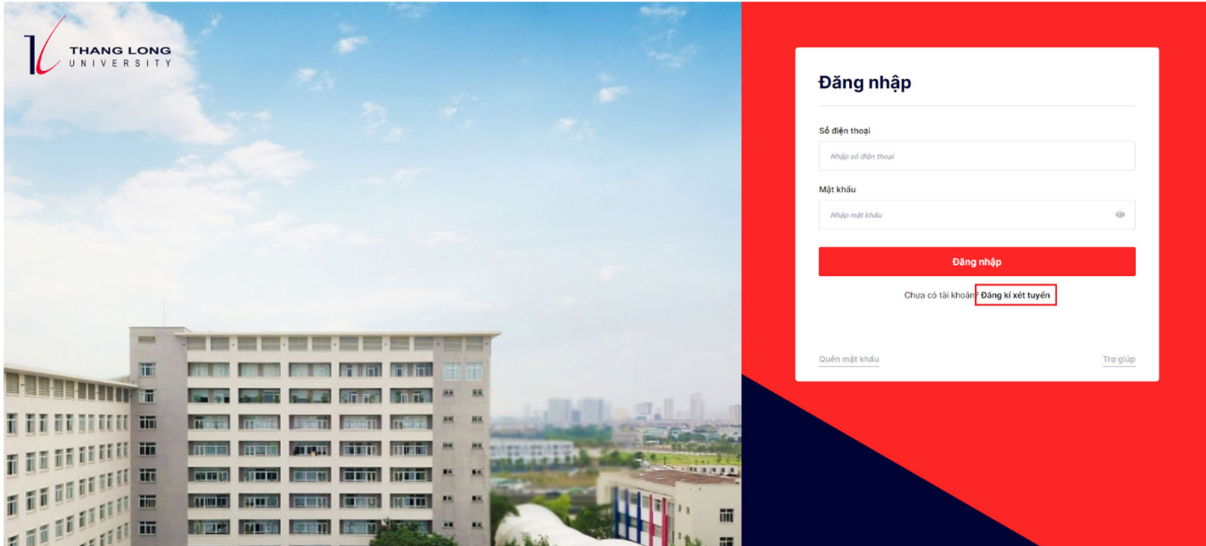 THANG LONG
UNIVERSITY
Đăng nhập
Số điện thoại
Nhập số điện thoại
Mật khẩu
Nhập mật khẩu
Đăng nhập
Chưa có tài khoản? Đăng kí xét tuyển
Quên mật khẩu
Trợ giúp